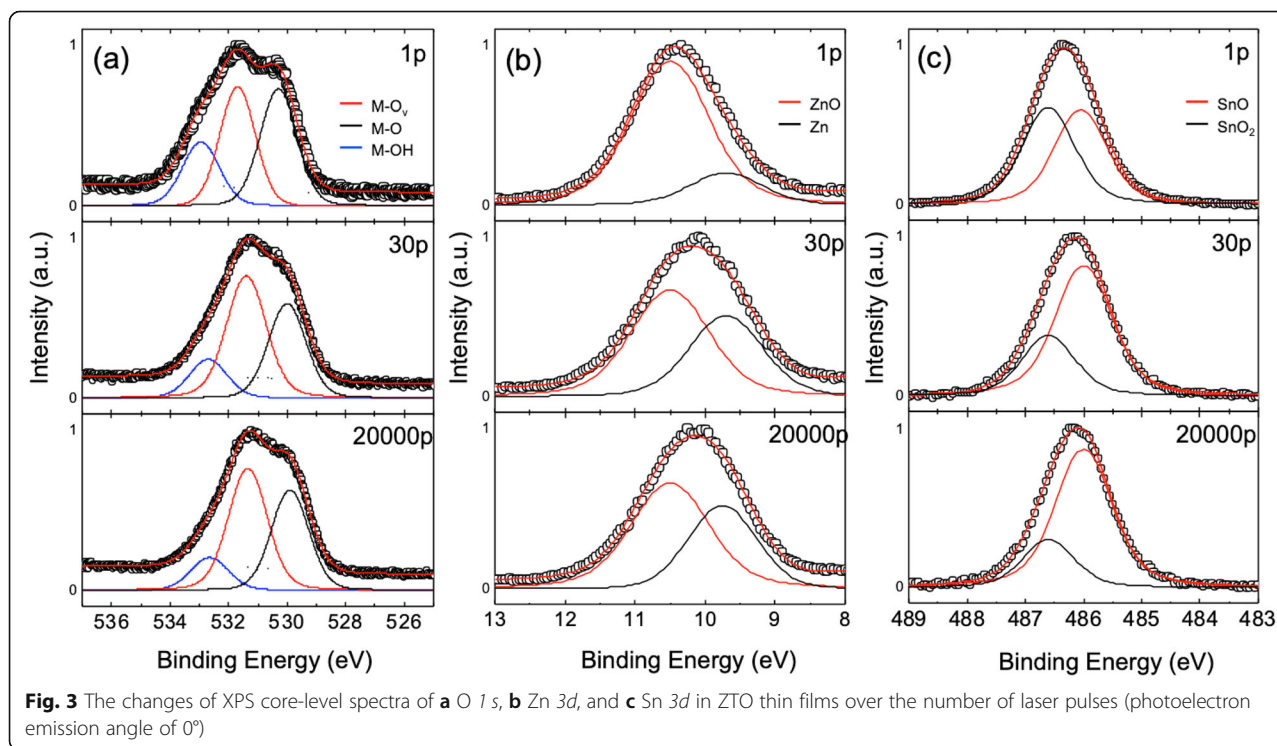 (a)
1p
M-Ov
M-O
M-OH
1
0
30p
1
0
20000p
1
0
Intensity (a.u.)
536 534 532 530 528 526
Binding Energy (eV)
(b)
1p
ZnO
Zn
1
0
30p
1
0
20000p
1
0
Intensity (a.u.)
13 12 11 10 9 8
Binding Energy (eV)
(c)
1p
SnO
SnO2
1
0
30p
1
0
20000p
1
0
Intensity (a.u.)
489 488 487 486 485 484 483
Binding Energy (eV)
Fig. 3 The changes of XPS core-level spectra of a O 1 s, b Zn 3d, and c Sn 3d in ZTO thin films over the number of laser pulses (photoelectron
emission angle of 0°)